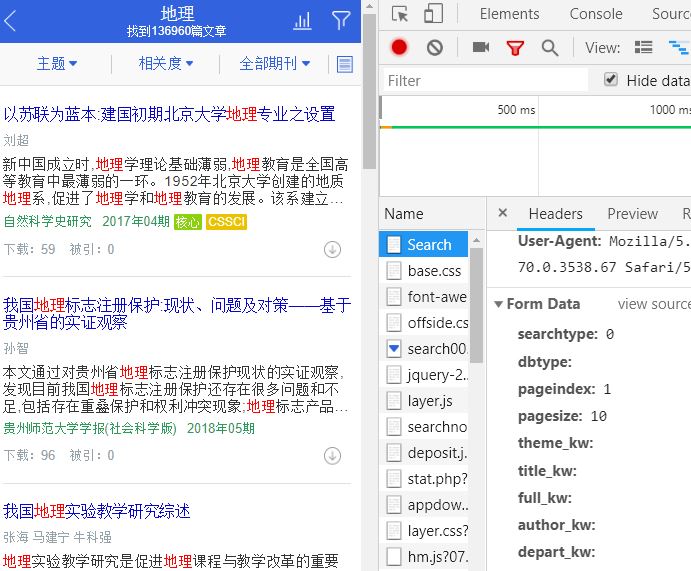 地理
找到136960篇文章
主题 相关度 全部期刊
以苏联为蓝本:建国初期北京大学地理专业之设置
刘超
新中国成立时,地理学理论基础薄弱,地理教育是全国高
等教育中最薄弱的一环。1952年北京大学创建的地质
地理系,促进了地理学和地理教育的发展。该系建立...
自然科学史研究 2017年04期 核心 CSSCI
下载: 59 被引: 0
我国地理标志注册保护:现状、问题及对策——基于
贵州省的实证观察
孙智
本文通过对贵州省地理标志注册保护现状的实证观察,
发现目前我国地理标志注册保护还存在很多问题和不
足,包括存在重叠保护和权利冲突现象;地理标志产品...
贵州师范大学学报(社会科学版) 2018年05期
下载: 96 被引: 0
我国地理实验教学研究综述
张海 马建宁 牛科强
地理实验教学研究是促进地理课程与教学改革的重要
Elements Console Sourc
View:
Filter
Hide data
500 ms 1000 ms
Name
Search
base.css
font-awe
offside.cs
search00.
jquery-2..
layer.js
searchno
deposit.j.
stat.php?
appdow..
layer.css?
hm.js?07.
× Headers Preview R
User-Agent: Mozilla/5.
70.0.3538.67 Safari/5
Form Data view sourc
searchtype: 0
dbtype:
pageindex: 1
pagesize: 10
theme_kw:
title_kw:
full_kw:
author_kw:
depart_kw: